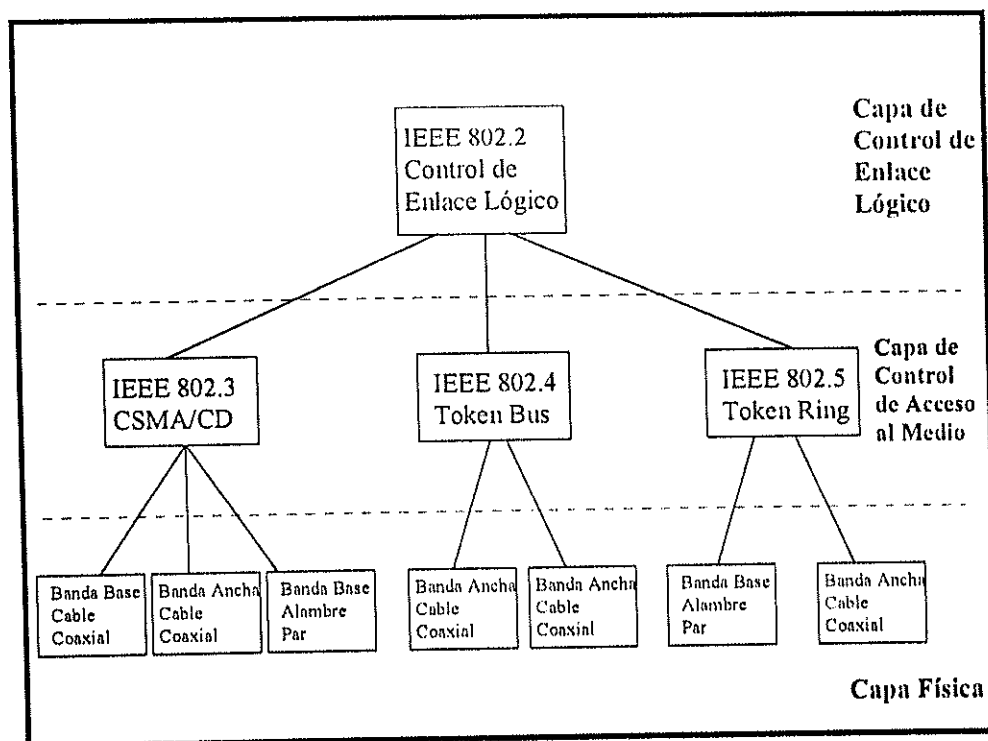 IEEE 802.2
Control de
Enlace Lógico
Capa de
Control de
Enlace
Lógico
IEEE 802.3
CSMA/CD
IEEE 802.4
Token Bus
IEEE 802.5
Token Ring
Capa de
Control
de Acceso
al Medio
Banda Base
Cable
Coaxial
Banda Ancha
Cable
Coaxial
Banda Base
Alambre
Par
Banda Ancha
Cable
Coaxial
Banda Ancha
Cable
Coaxial
Banda Base
Alambre
Par
Banda Ancha
Cable
Coaxial
Capa Física